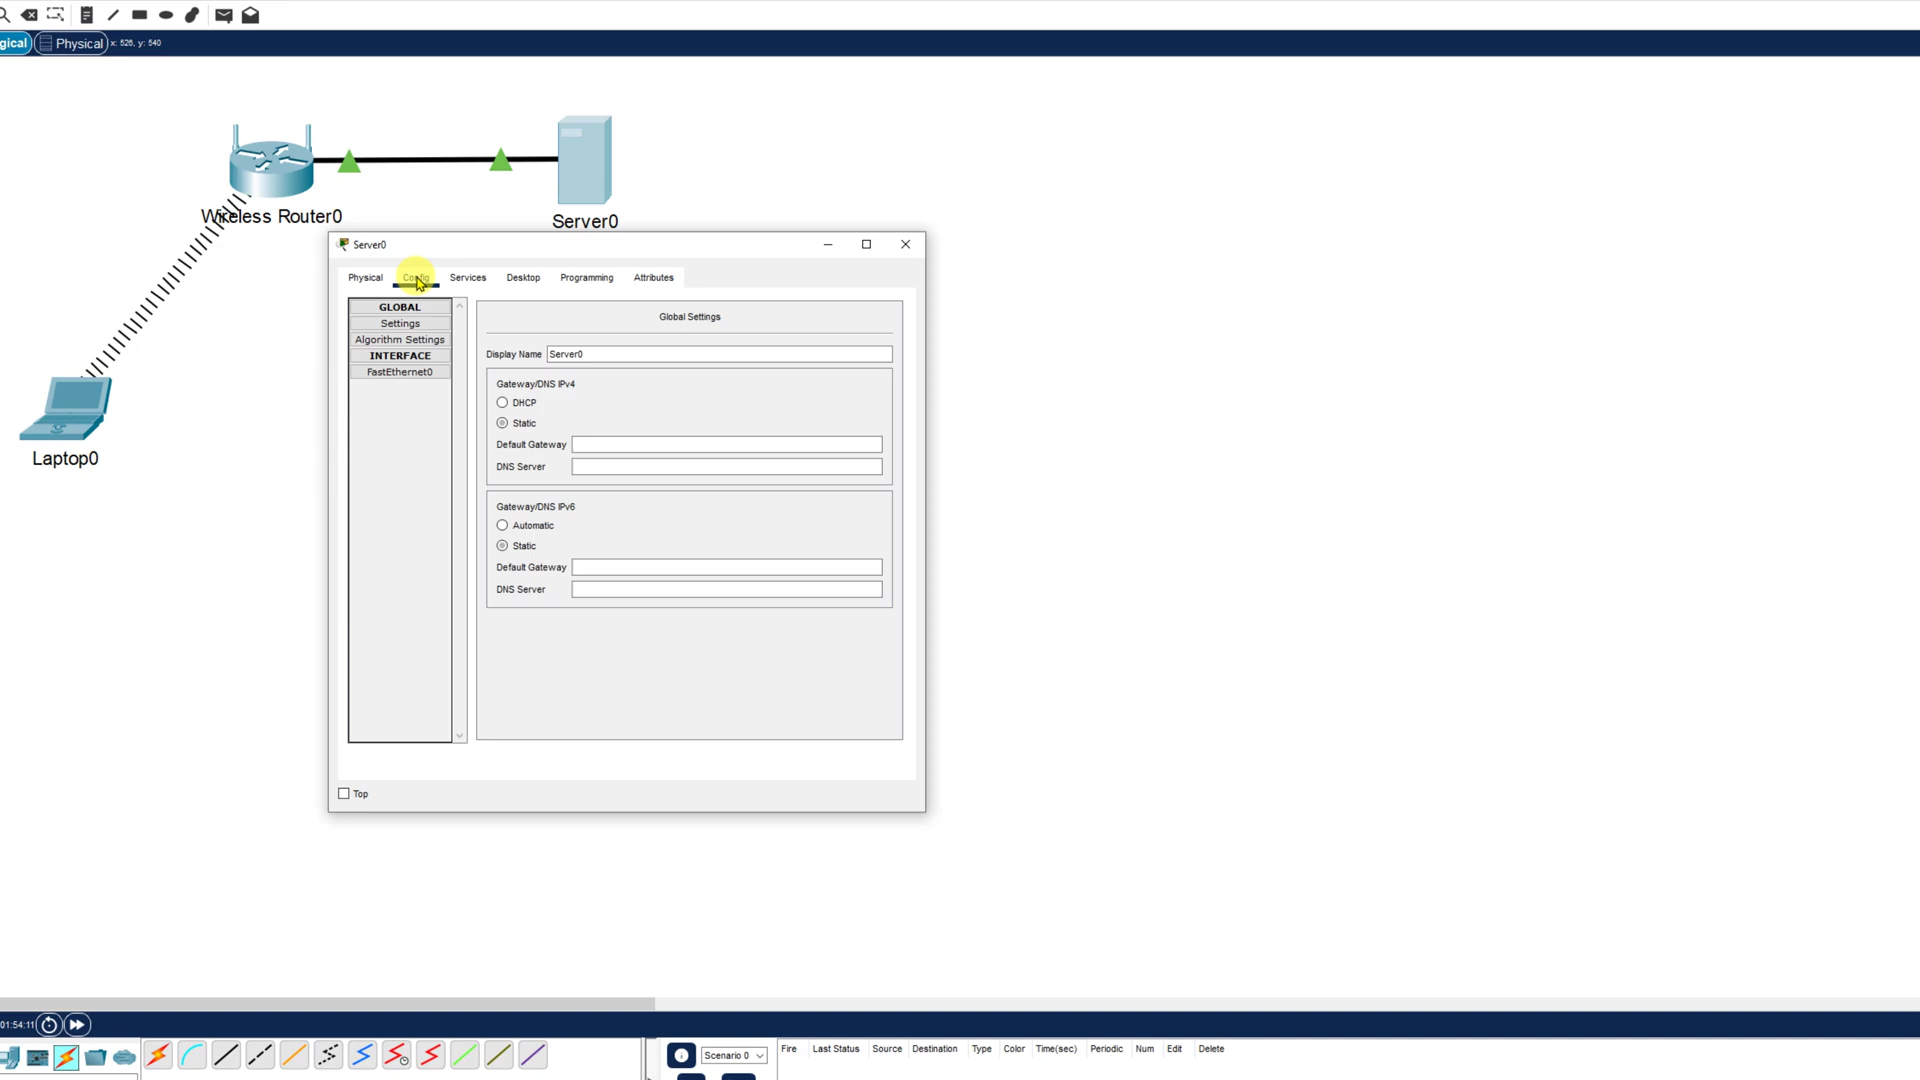 gical
Physical
x: 526, y: 540
Wireless Router0
Server0
Laptop0
Server0
Physical
Config
Services
Desktop
Programming
Attributes
GLOBAL
Settings
Algorithm Settings
INTERFACE
FastEthernet0
Global Settings
Display Name Server0
Gateway/DNS IPv4
DHCP
Static
Default Gateway
DNS Server
Gateway/DNS IPv6
Automatic
Static
Default Gateway
DNS Server
Top
01:54:11
Scenario 0
Fire Last Status Source Destination Type Color Time(sec) Periodic Num Edit Delete